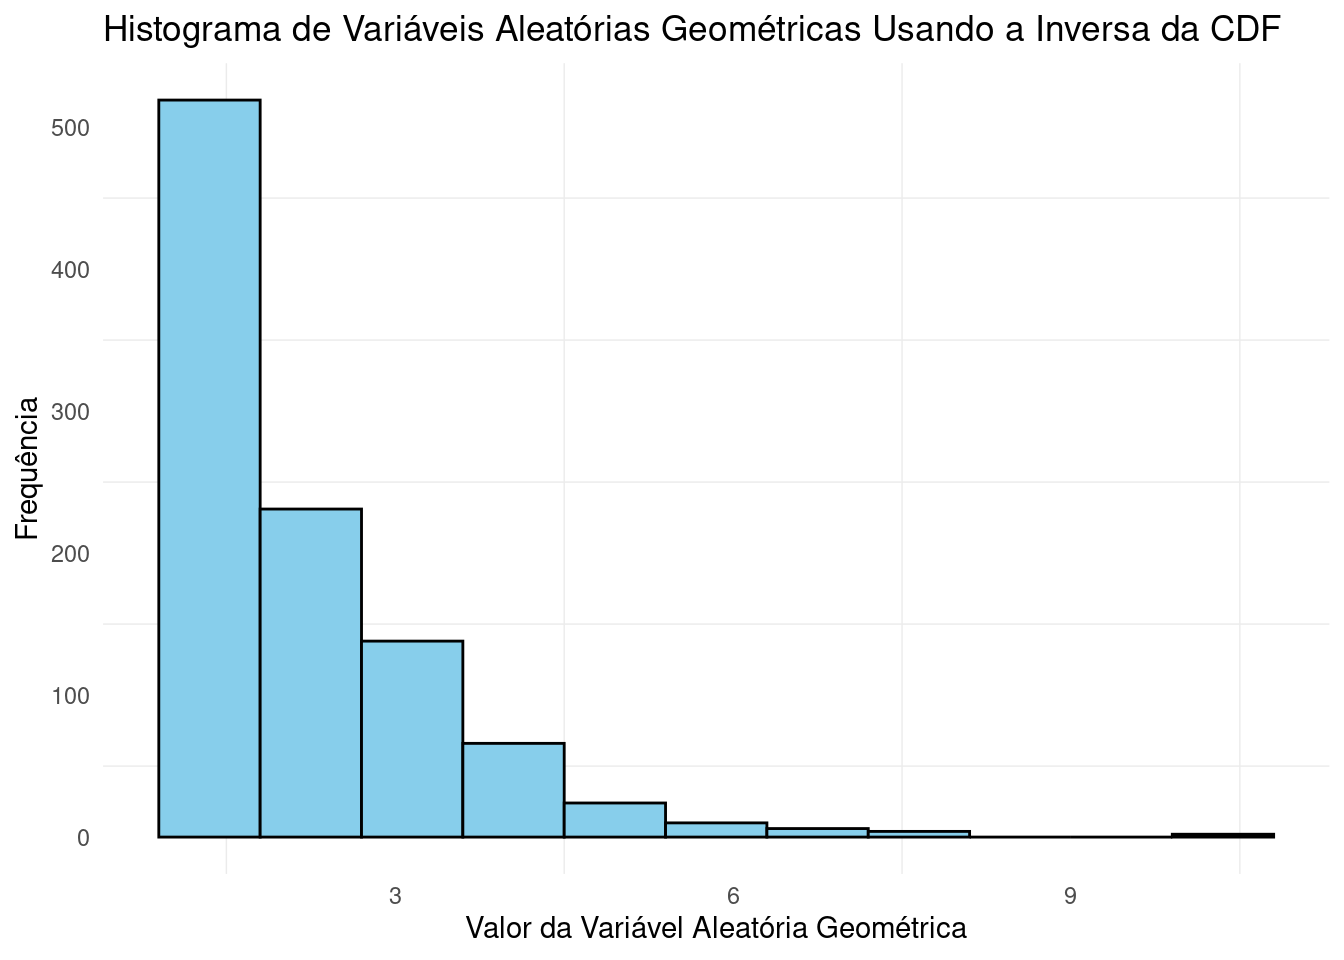 Histograma de Variáveis Aleatórias Geométricas Usando a Inversa da CDF
500
400
300
200
100
0
Frequência
3 6 9
Valor da Variável Aleatória Geométrica